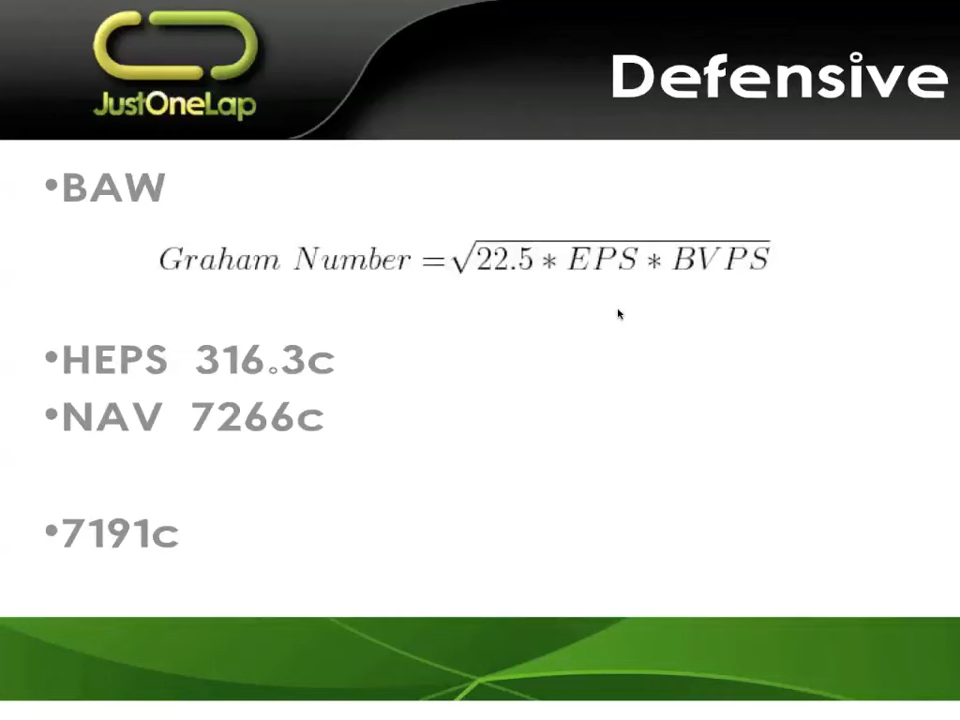 JustOneLap
Defensive
•BAW
Graham Number = √22.5 * EPS * BVPS
•HEPS 316.3c
•NAV 7266c
•7191c